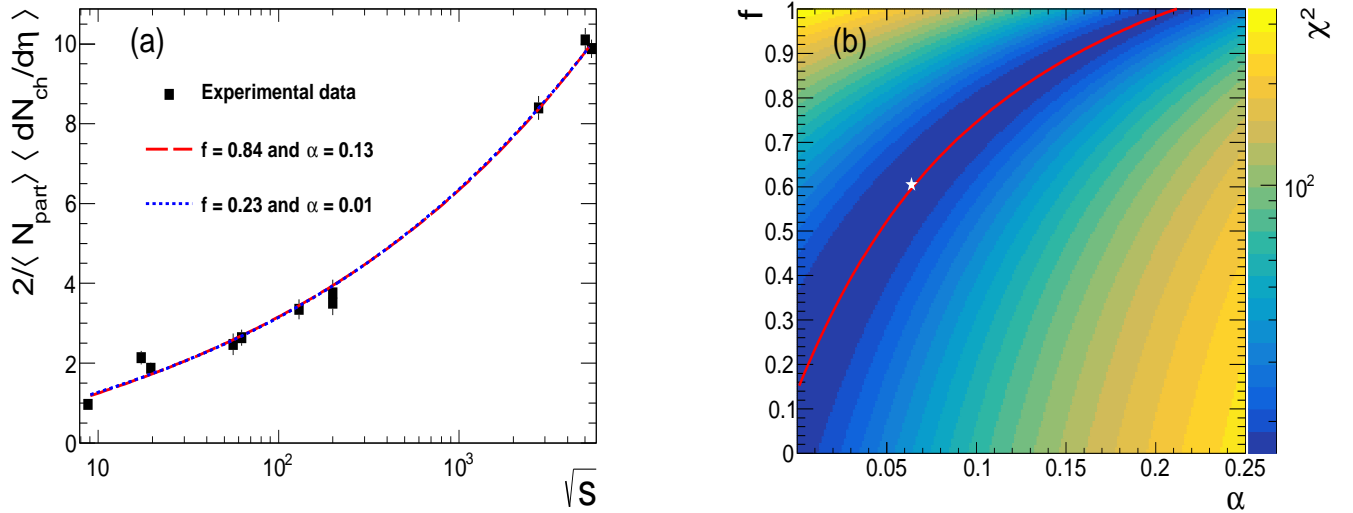 (a)
2/⟨ N_part⟩ ⟨ dN_ch/dη ⟩
10
8
6
4
2
0
Experimental data
f = 0.84 and α = 0.13
f = 0.23 and α = 0.01
10 10² 10³
√s
(b)
f
1
0.9
0.8
0.7
0.6
0.5
0.4
0.3
0.2
0.1
0
0.05 0.1 0.15 0.2 0.25
α
χ²
10²